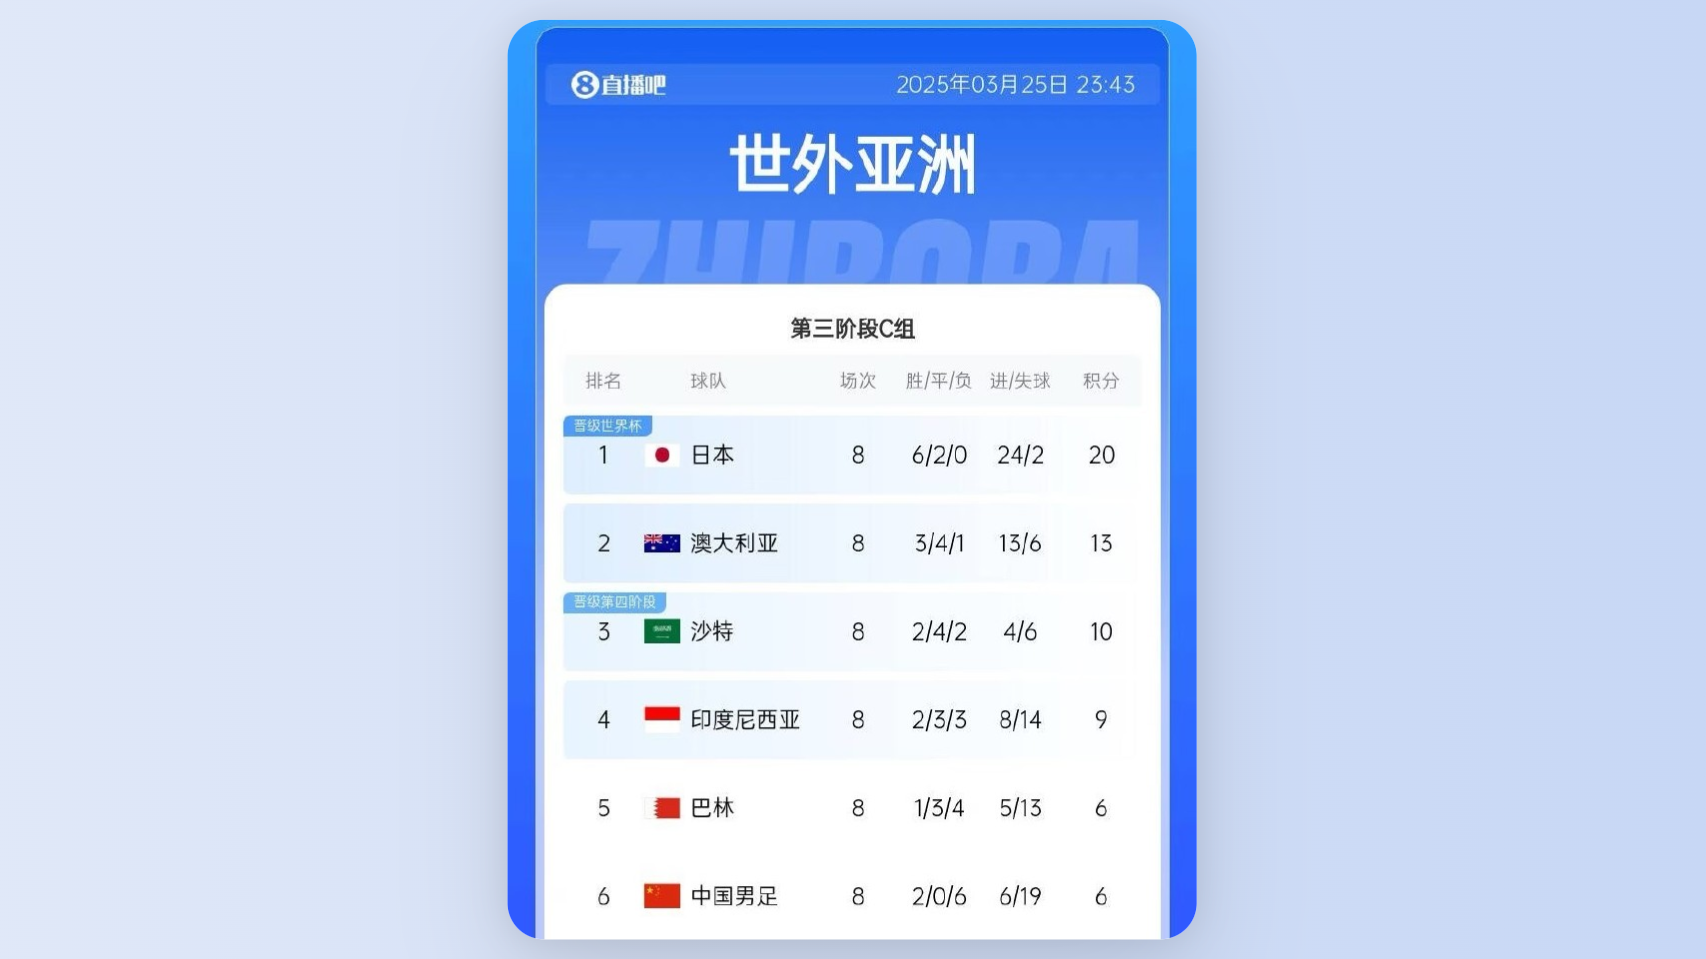 8直播吧 2025年03月25日 23:43
世外亚洲
ZHIBOBA
第三阶段C组
排名 球队 场次 胜/平/负 进/失球 积分
晋级世界杯
1 日本 8 6/2/0 24/2 20
2 澳大利亚 8 3/4/1 13/6 13
晋级第四阶段
3 沙特 8 2/4/2 4/6 10
4 印度尼西亚 8 2/3/3 8/14 9
5 巴林 8 1/3/4 5/13 6
6 中国男足 8 2/0/6 6/19 6